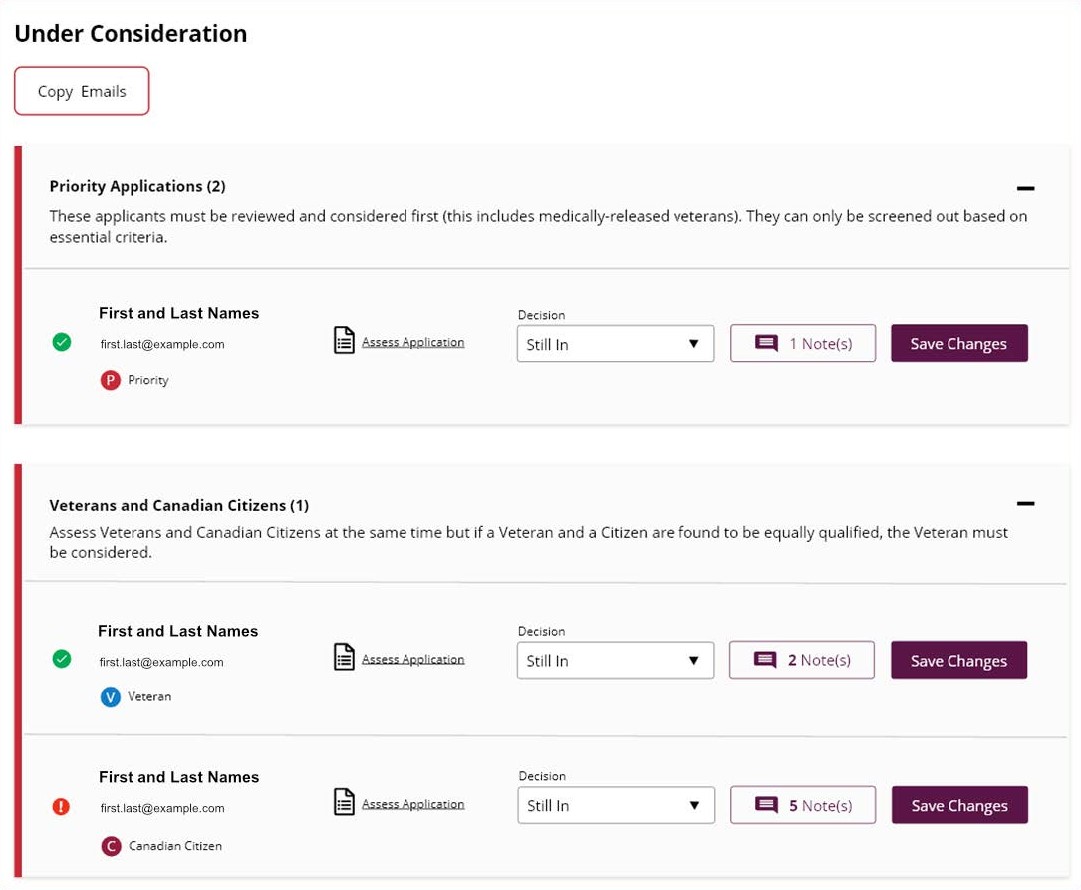 Under Consideration
Copy Emails
Priority Applications (2)
These applicants must be reviewed and considered first (this includes medically-released veterans). They can only be screened out based on
essential criteria.
First and Last Names
first.last@example.com
P Priority
Assess Application
Decision
Still In
1 Note(s)
Save Changes
Veterans and Canadian Citizens (1)
Assess Veterans and Canadian Citizens at the same time but if a Veteran and a Citizen are found to be equally qualified, the Veteran must
be considered.
First and Last Names
first.last@example.com
V Veteran
Assess Application
Decision
Still In
2 Note(s)
Save Changes
First and Last Names
first.last@example.com
C Canadian Citizen
Assess Application
Decision
Still In
5 Note(s)
Save Changes